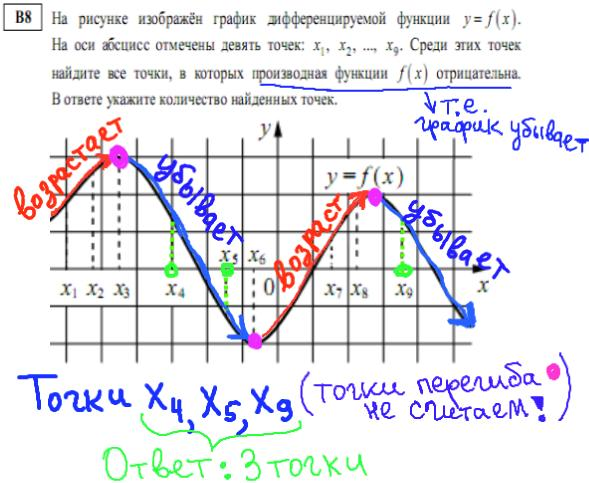 B8
На рисунке изображён график дифференцируемой функции y = f(x).
На оси абсцисс отмечены девять точек: x₁, x₂, ..., x₉. Среди этих точек
найдите все точки, в которых производная функции f(x) отрицательна.
В ответе укажите количество найденных точек.
т.е.
график убывает
возрастает
убывает
y
y = f(x)
возраст
убывает
x₅ x₆
x₁ x₂ x₃ x₄ 0 x₇ x₈ x₉ x
Точки x₄, x₅, x₉ (точки перегиба
не считаем!)
Ответ: 3 точки